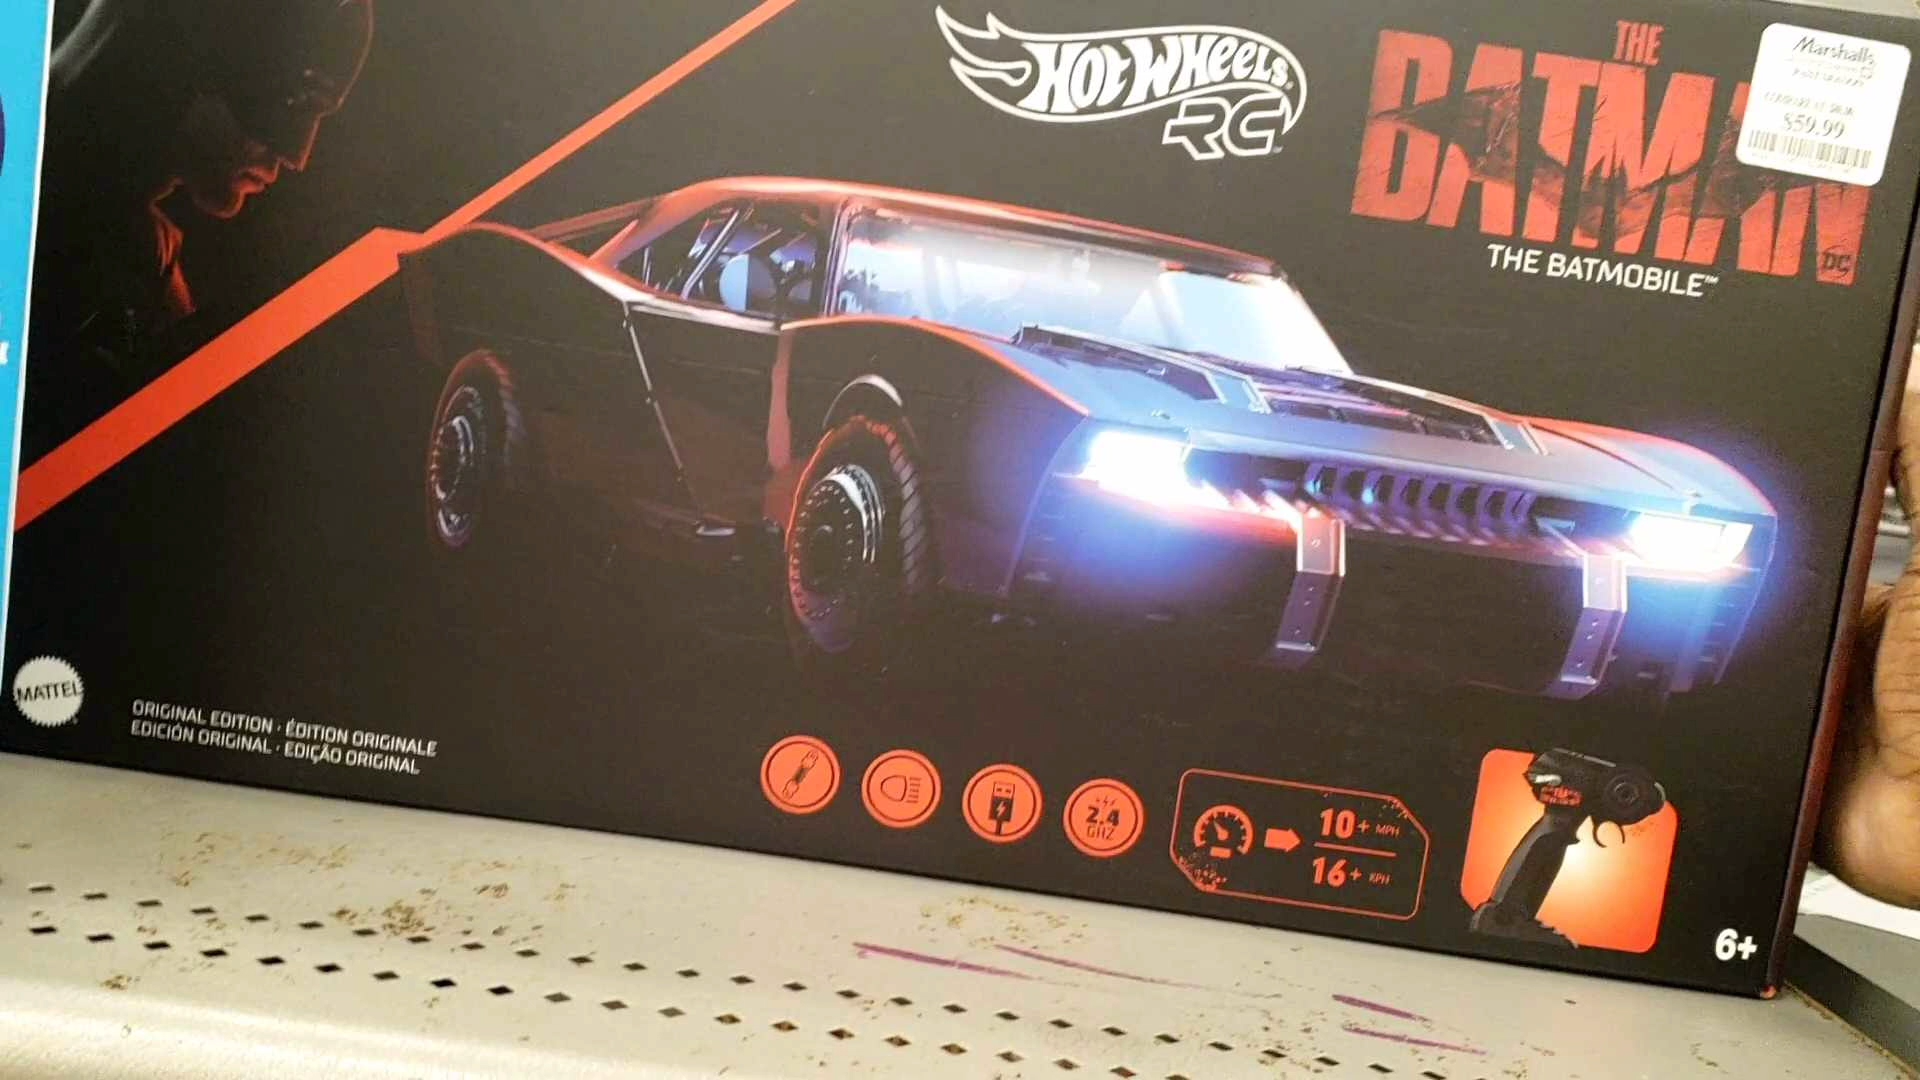 HOT WHEELS
RC
THE
BATMAN
DC
THE BATMOBILE™
Marshalls
$59.99
MATTEL
ORIGINAL EDITION · ÉDITION ORIGINALE
EDICIÓN ORIGINAL · EDIÇÃO ORIGINAL
2.4
GHZ
10+ MPH
16+ KPH
6+